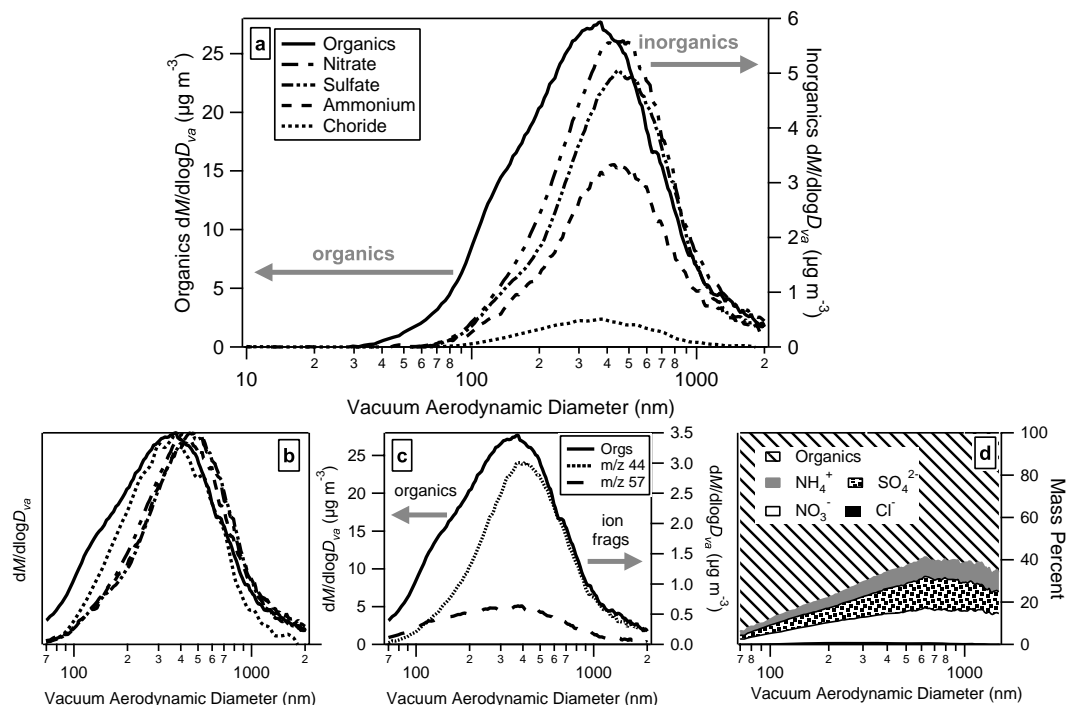 a
Organics
Nitrate
Sulfate
Ammonium
Choride
inorganics
organics
Organics dM/dlogDva (µg m-3)
25
20
15
10
5
0
Inorganics dM/dlogDva (µg m-3)
6
5
4
3
2
1
0
10 2 3 4 5 6 7 8 100 2 3 4 5 6 7 8 1000 2
Vacuum Aerodynamic Diameter (nm)
b
dM/dlogDva
7 100 2 3 4 5 6 1000 2
Vacuum Aerodynamic Diameter (nm)
c
Orgs
m/z 44
m/z 57
organics
ion
frags
dM/dlogDva (µg m-3)
25
20
15
10
5
0
dM/dlogDva (µg m-3)
3.5
3.0
2.5
2.0
1.5
1.0
0.5
0.0
7 100 2 3 4 5 6 1000 2
Vacuum Aerodynamic Diameter (nm)
d
Organics
NH4+ SO42-
NO3- Cl-
Mass Percent
100
80
60
40
20
0
7 8 100 2 3 4 5 6 7 8 1000
Vacuum Aerodynamic Diameter (nm)